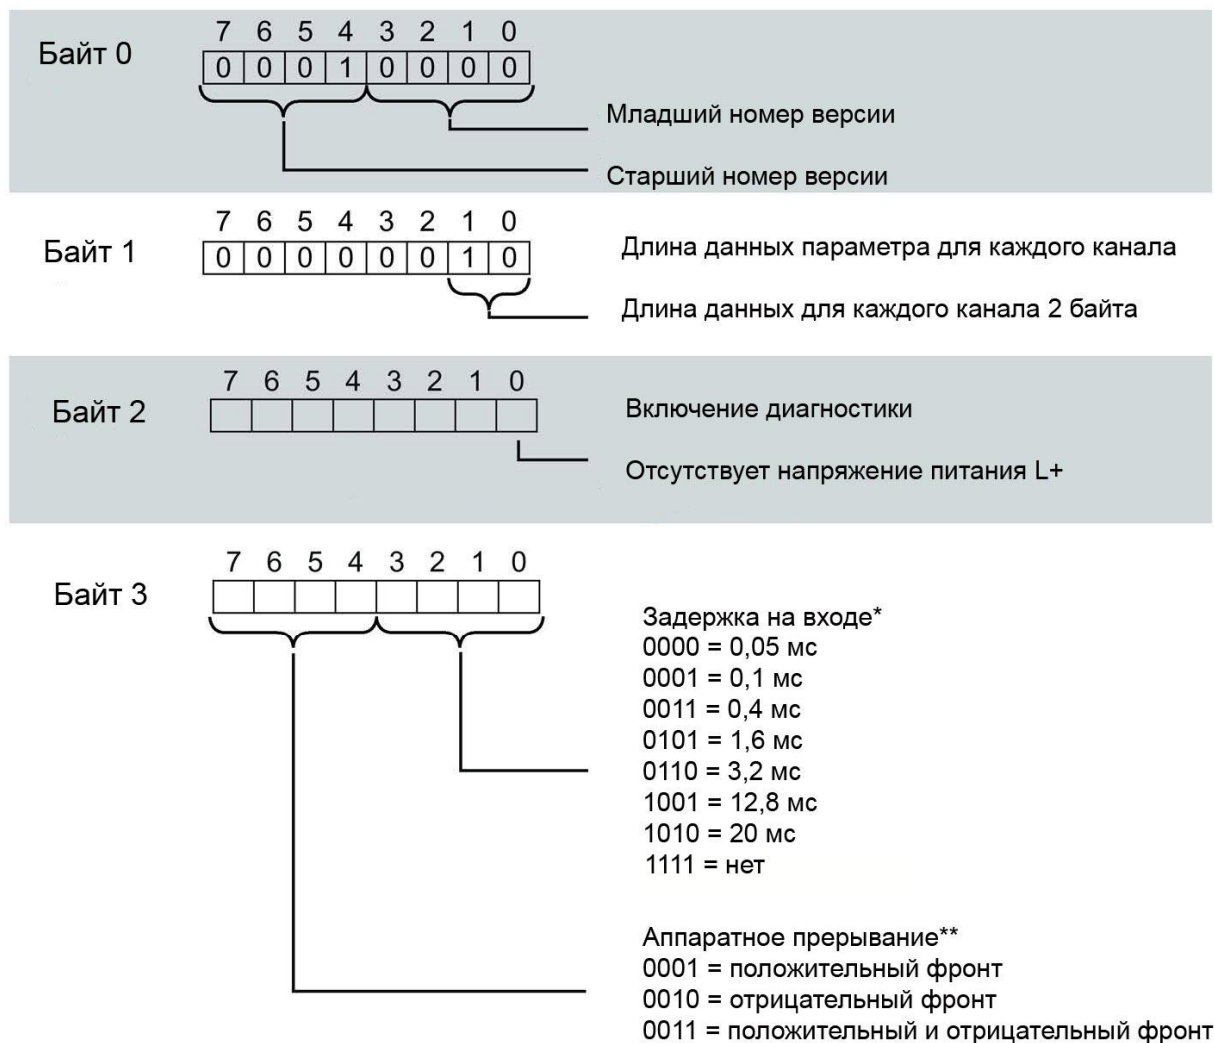 7 6 5 4 3 2 1 0
Байт 0
0 0 0 1 0 0 0 0
Младший номер версии
Старший номер версии
7 6 5 4 3 2 1 0
Байт 1
0 0 0 0 0 0 1 0
Длина данных параметра для каждого канала
Длина данных для каждого канала 2 байта
7 6 5 4 3 2 1 0
Байт 2
Включение диагностики
Отсутствует напряжение питания L+
7 6 5 4 3 2 1 0
Байт 3
Задержка на входе*
0000 = 0,05 мс
0001 = 0,1 мс
0011 = 0,4 мс
0101 = 1,6 мс
0110 = 3,2 мс
1001 = 12,8 мс
1010 = 20 мс
1111 = нет
Аппаратное прерывание**
0001 = положительный фронт
0010 = отрицательный фронт
0011 = положительный и отрицательный фронт